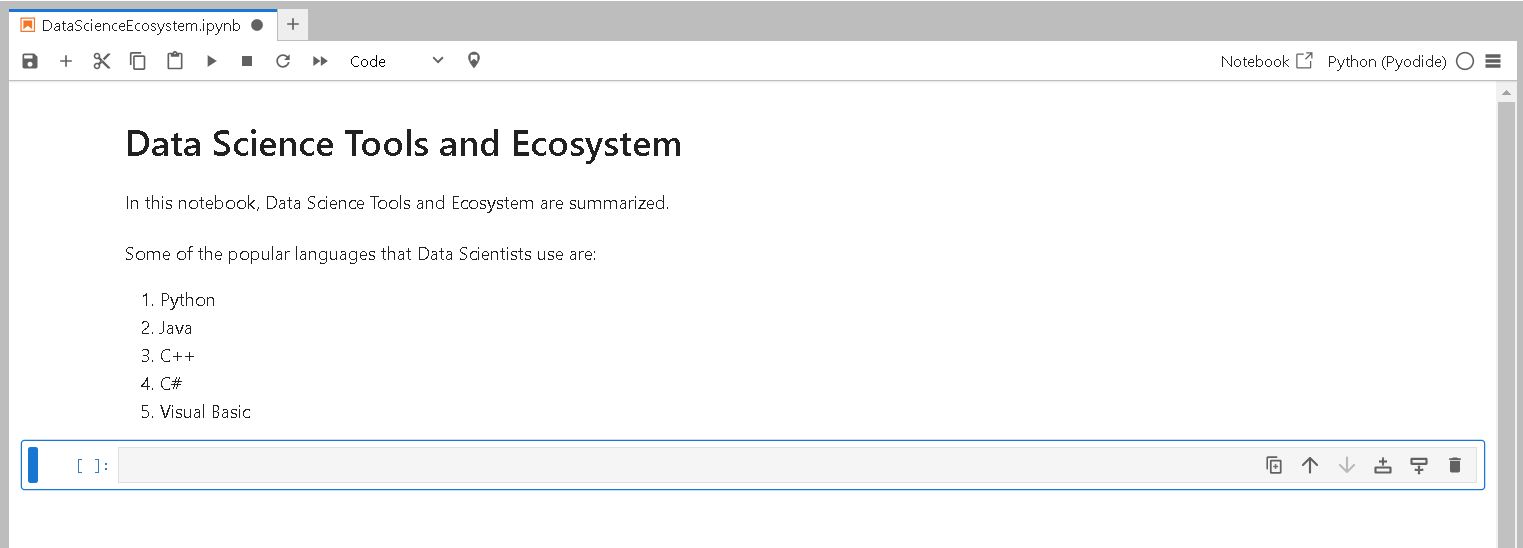 DataScienceEcosystem.ipynb
Code
Notebook
Python (Pyodide)
Data Science Tools and Ecosystem
In this notebook, Data Science Tools and Ecosystem are summarized.
Some of the popular languages that Data Scientists use are:
1. Python
2. Java
3. C++
4. C#
5. Visual Basic
[ ]: